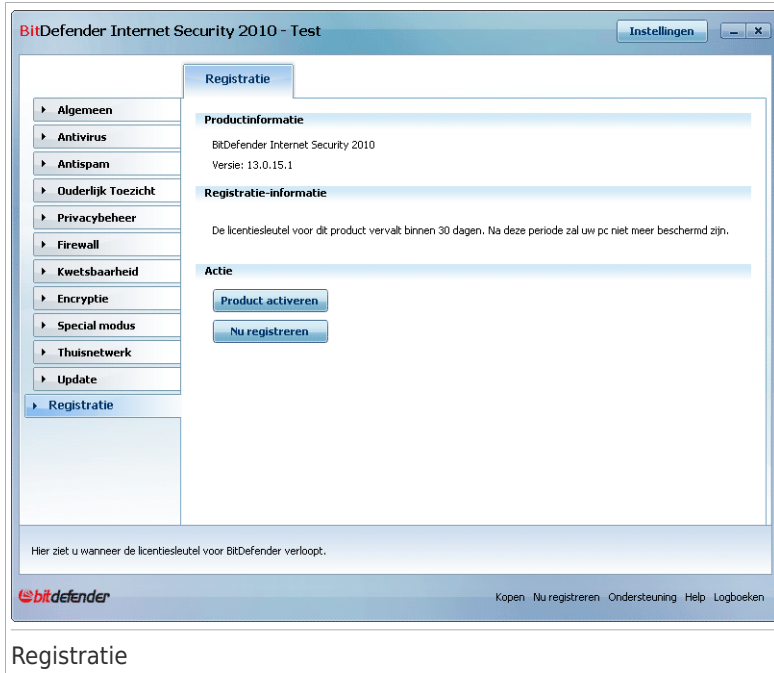 BitDefender Internet Security 2010 - Test
Instellingen
Registratie
Algemeen
Antivirus
Antispam
Ouderlijk Toezicht
Privacybeheer
Firewall
Kwetsbaarheid
Encryptie
Special modus
Thuisnetwerk
Update
Registratie
Productinformatie
BitDefender Internet Security 2010
Versie: 13.0.15.1
Registratie-informatie
De licentiesleutel voor dit product vervalt binnen 30 dagen. Na deze periode zal uw pc niet meer beschermd zijn.
Actie
Product activeren
Nu registreren
Hier ziet u wanneer de licentiesleutel voor BitDefender verloopt.
bitdefender
Kopen Nu registreren Ondersteuning Help Logboeken
Registratie